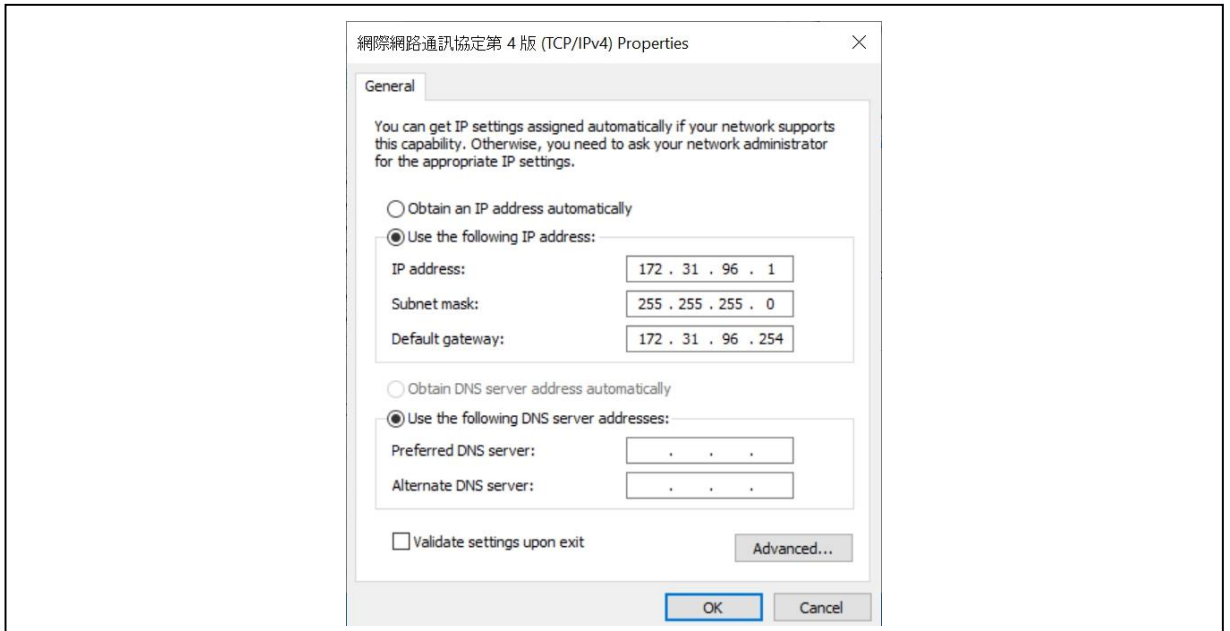 網際網路通訊協定第 4 版 (TCP/IPv4) Properties
General
You can get IP settings assigned automatically if your network supports
this capability. Otherwise, you need to ask your network administrator
for the appropriate IP settings.
Obtain an IP address automatically
Use the following IP address:
IP address: 172 . 31 . 96 . 1
Subnet mask: 255 . 255 . 255 . 0
Default gateway: 172 . 31 . 96 . 254
Obtain DNS server address automatically
Use the following DNS server addresses:
Preferred DNS server: . . .
Alternate DNS server: . . .
Validate settings upon exit
Advanced...
OK Cancel